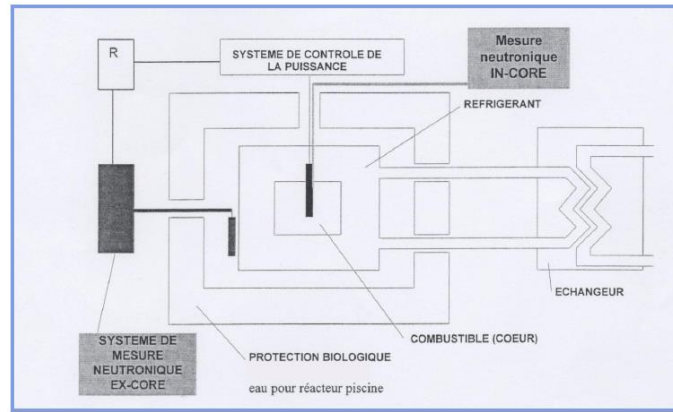 R
SYSTEME DE CONTROLE DE
LA PUISSANCE
Mesure
neutronique
IN-CORE
REFRIGERANT
ECHANGEUR
COMBUSTIBLE (COEUR)
SYSTEME DE
MESURE
NEUTRONIQUE
EX-CORE
PROTECTION BIOLOGIQUE
eau pour réacteur piscine